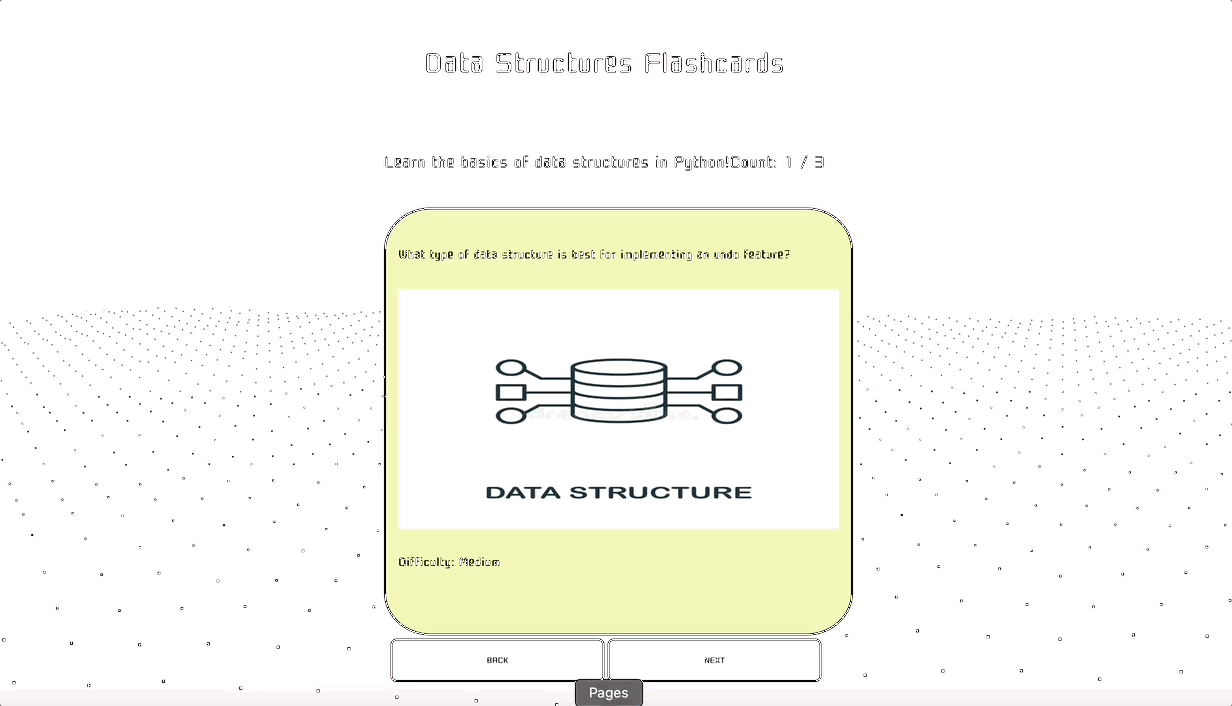 Data Structures Flashcards
Learn the basics of data structures in Python!Count: 1 / 3
What type of data structure is best for implementing an undo feature?
DATA STRUCTURE
Difficulty: Medium
BACK
NEXT
Pages